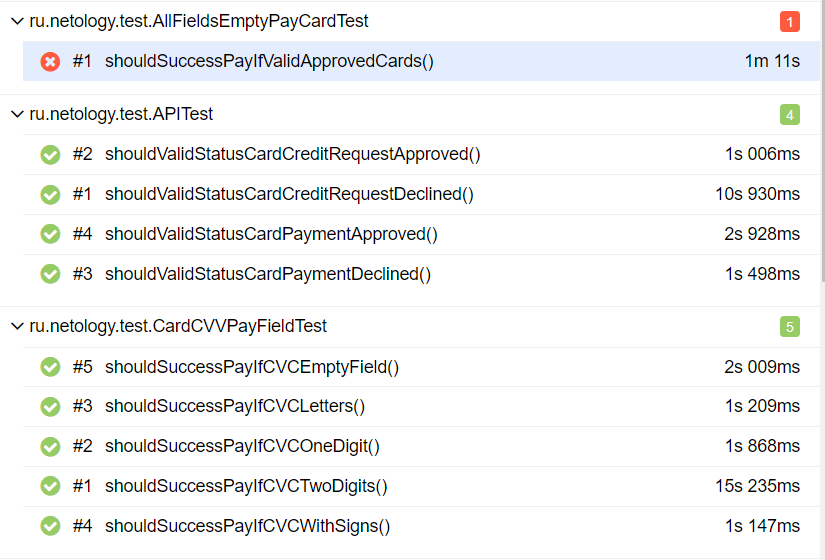 ru.netology.test.AllFieldsEmptyPayCardTest 1
#1 shouldSuccessPayIfValidApprovedCards() 1m 11s
ru.netology.test.APITest 4
#2 shouldValidStatusCardCreditRequestApproved() 1s 006ms
#1 shouldValidStatusCardCreditRequestDeclined() 10s 930ms
#4 shouldValidStatusCardPaymentApproved() 2s 928ms
#3 shouldValidStatusCardPaymentDeclined() 1s 498ms
ru.netology.test.CardCVVPayFieldTest 5
#5 shouldSuccessPayIfCVCEmptyField() 2s 009ms
#3 shouldSuccessPayIfCVCLetters() 1s 209ms
#2 shouldSuccessPayIfCVCOneDigit() 1s 868ms
#1 shouldSuccessPayIfCVCTwoDigits() 15s 235ms
#4 shouldSuccessPayIfCVCWithSigns() 1s 147ms